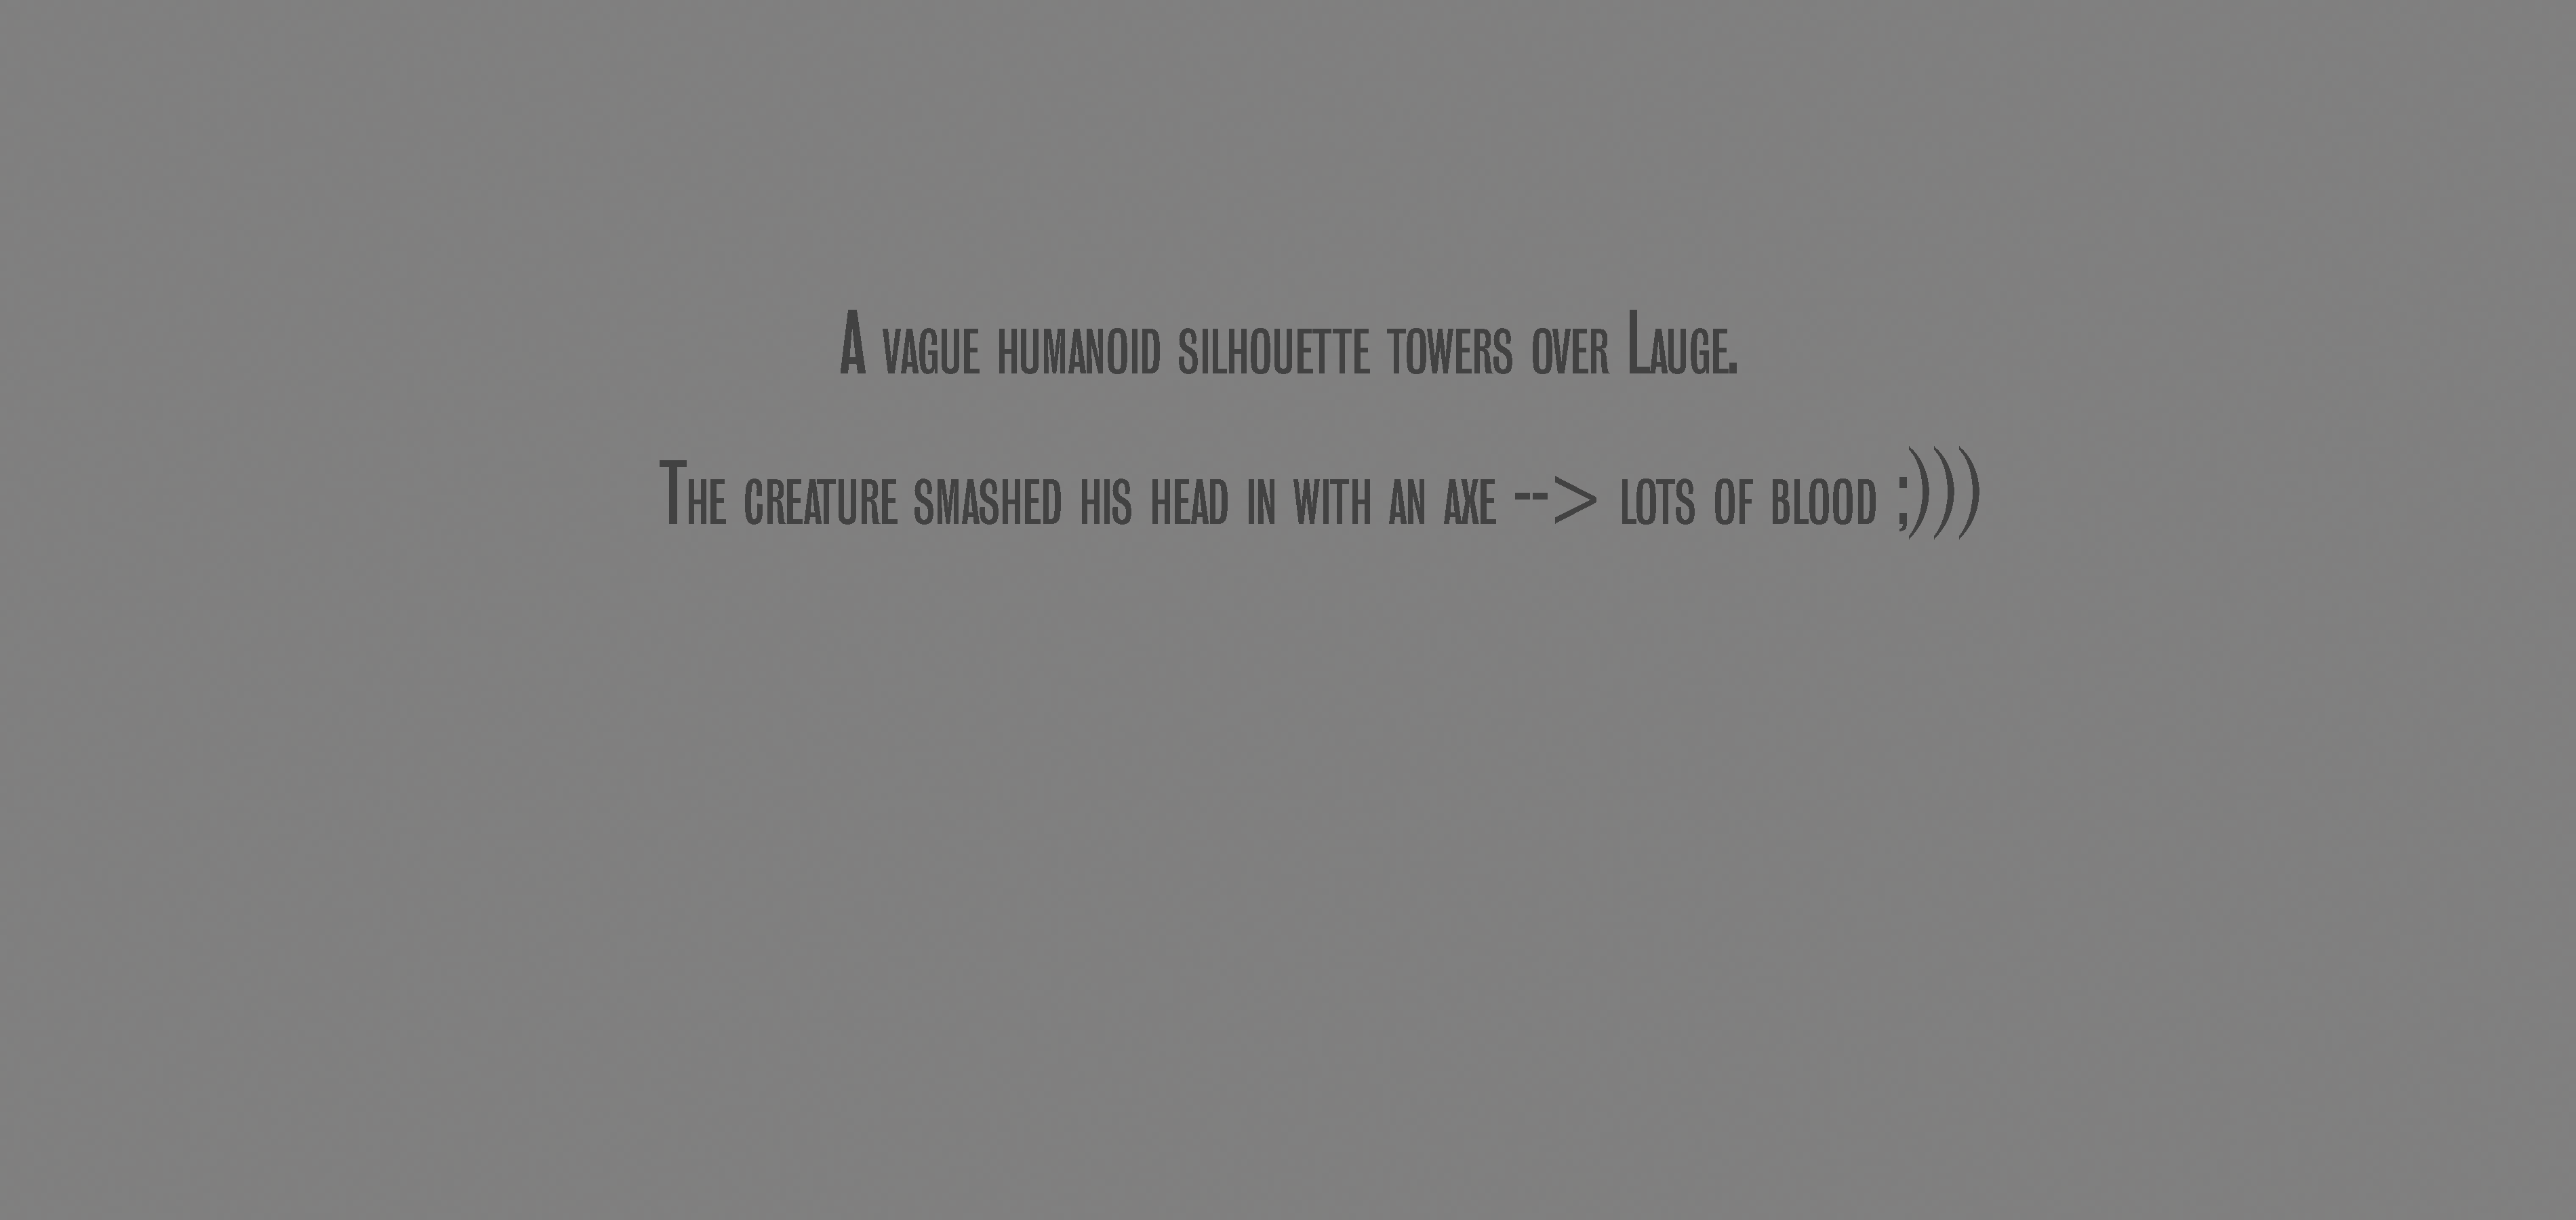 A vague humanoid silhouette towers over Lauge.
The creature smashed his head in with an axe --> lots of blood ;)))